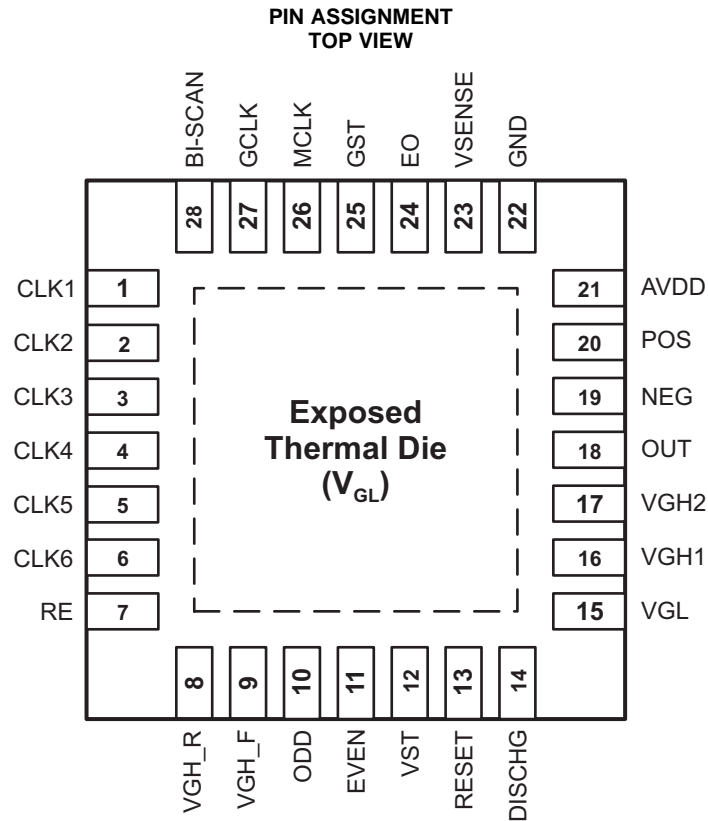 PIN ASSIGNMENT
TOP VIEW
BI-SCAN
GCLK
MCLK
GST
EO
VSENSE
GND
28
27
26
25
24
23
22
CLK1 1
CLK2 2
CLK3 3
CLK4 4
CLK5 5
CLK6 6
RE 7
Exposed
Thermal Die
(VGL)
21 AVDD
20 POS
19 NEG
18 OUT
17 VGH2
16 VGH1
15 VGL
8
9
10
11
12
13
14
VGH_R
VGH_F
ODD
EVEN
VST
RESET
DISCHG